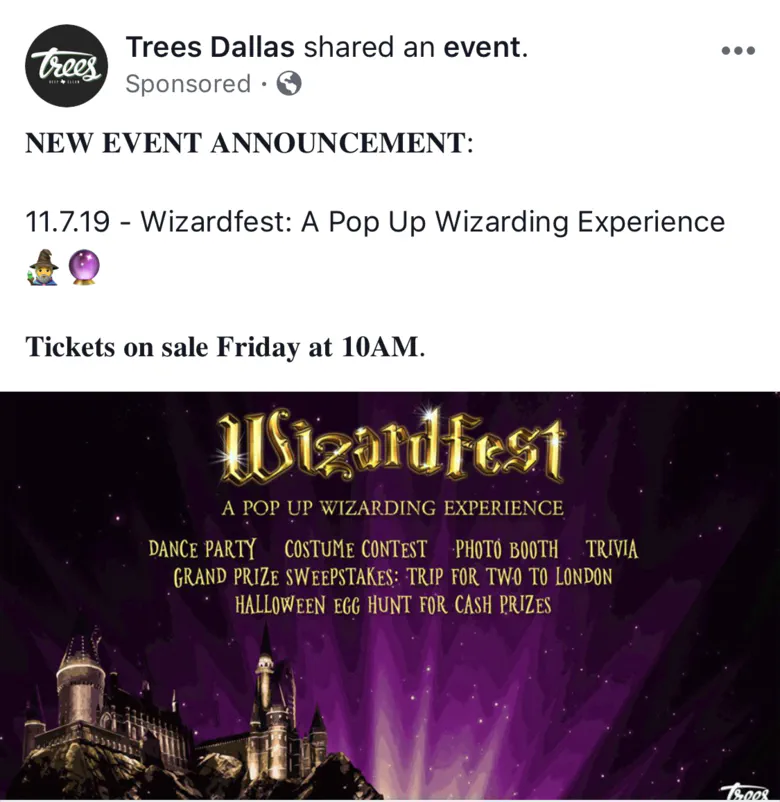 Trees
Trees Dallas shared an event.
Sponsored ·
NEW EVENT ANNOUNCEMENT:
11.7.19 - Wizardfest: A Pop Up Wizarding Experience
🧙‍♂️🔮
Tickets on sale Friday at 10AM.
Wizardfest
A POP UP WIZARDING EXPERIENCE
DANCE PARTY COSTUME CONTEST PHOTO BOOTH TRIVIA
GRAND PRIZE SWEEPSTAKES: TRIP FOR TWO TO LONDON
HALLOWEEN EGG HUNT FOR CASH PRIZES
Trees